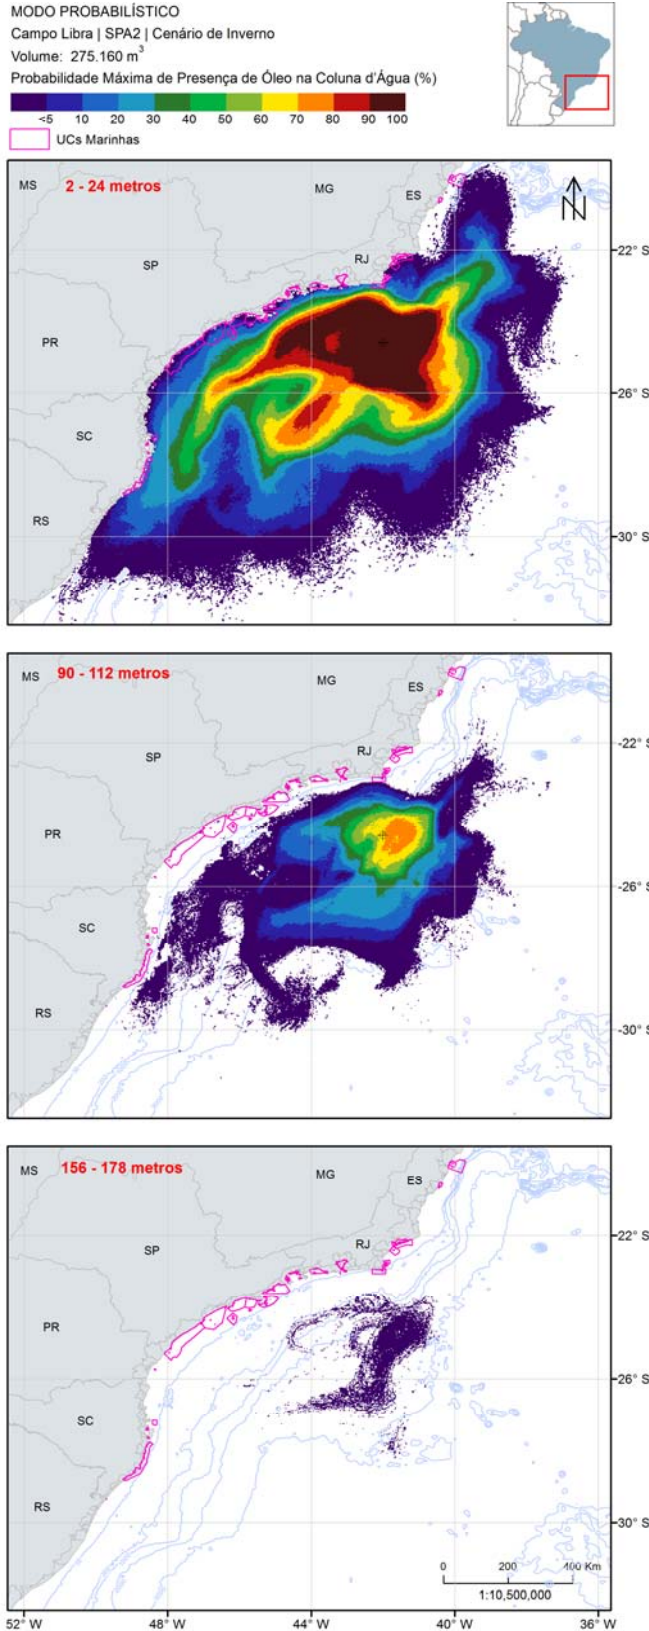 MODO PROBABILÍSTICO
Campo Libra | SPA2 | Cenário de Inverno
Volume: 275.160 m³
Probabilidade Máxima de Presença de Óleo na Coluna d'Água (%)
<5 10 20 30 40 50 60 70 80 90 100
UCs Marinhas
2 - 24 metros
MS
MG
ES
N
SP
RJ
PR
SC
RS
-22° S
-26° S
-30° S
90 - 112 metros
MS
MG
ES
SP
RJ
PR
SC
RS
-22° S
-26° S
-30° S
156 - 178 metros
MS
MG
ES
SP
RJ
PR
SC
RS
-22° S
-26° S
-30° S
0 200 400 Km
1:10,500,000
52° W 48° W 44° W 40° W 36° W